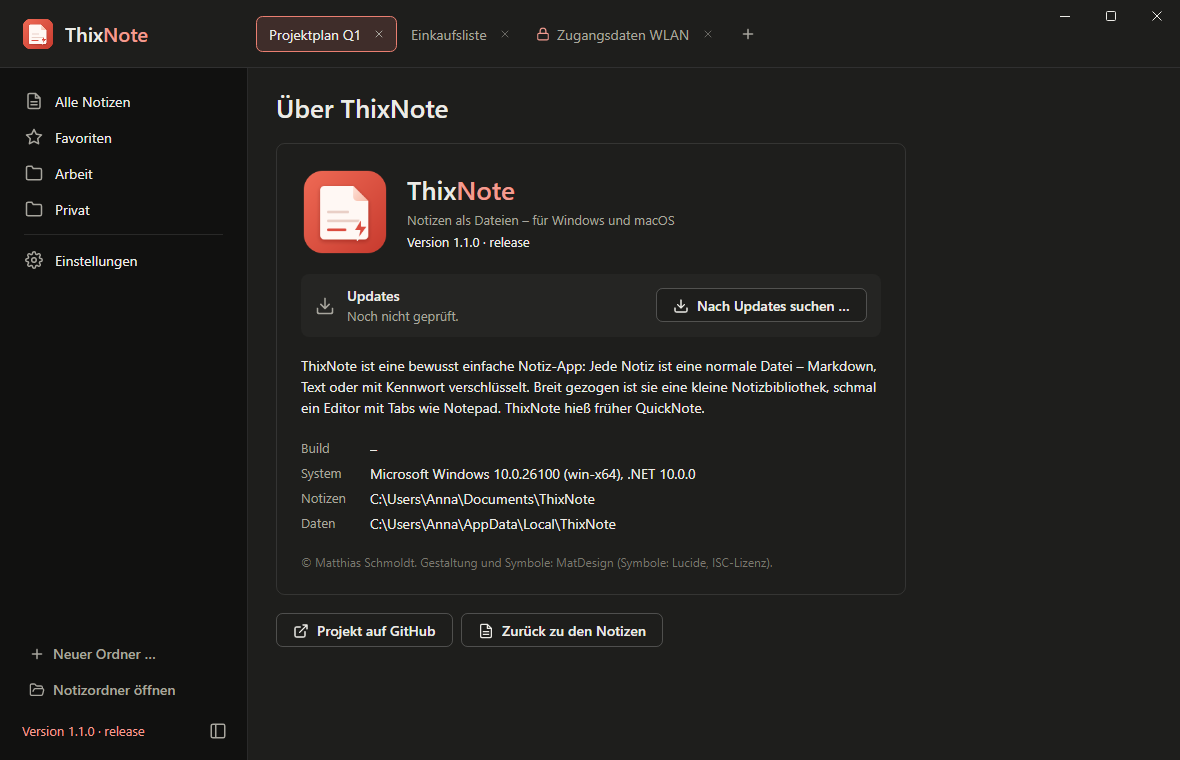 ThixNote
Projektplan Q1
Einkaufsliste
Zugangsdaten WLAN
Alle Notizen
Favoriten
Arbeit
Privat
Einstellungen
Neuer Ordner ...
Notizordner öffnen
Version 1.1.0 · release
Über ThixNote
ThixNote
Notizen als Dateien – für Windows und macOS
Version 1.1.0 · release
Updates
Noch nicht geprüft.
Nach Updates suchen ...
ThixNote ist eine bewusst einfache Notiz-App: Jede Notiz ist eine normale Datei – Markdown,
Text oder mit Kennwort verschlüsselt. Breit gezogen ist sie eine kleine Notizbibliothek, schmal
ein Editor mit Tabs wie Notepad. ThixNote hieß früher QuickNote.
Build –
System Microsoft Windows 10.0.26100 (win-x64), .NET 10.0.0
Notizen C:\Users\Anna\Documents\ThixNote
Daten C:\Users\Anna\AppData\Local\ThixNote
© Matthias Schmoldt. Gestaltung und Symbole: MatDesign (Symbole: Lucide, ISC-Lizenz).
Projekt auf GitHub
Zurück zu den Notizen